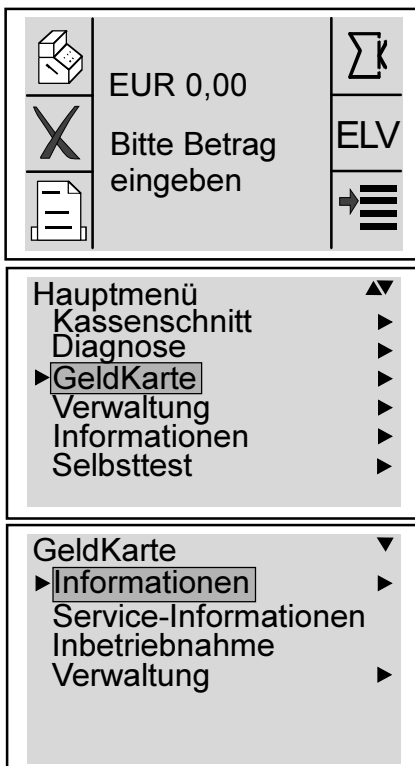 EUR 0,00
Bitte Betrag
eingeben
ΣK
ELV
Hauptmenü
Kassenschnitt
Diagnose
GeldKarte
Verwaltung
Informationen
Selbsttest
GeldKarte
Informationen
Service-Informationen
Inbetriebnahme
Verwaltung